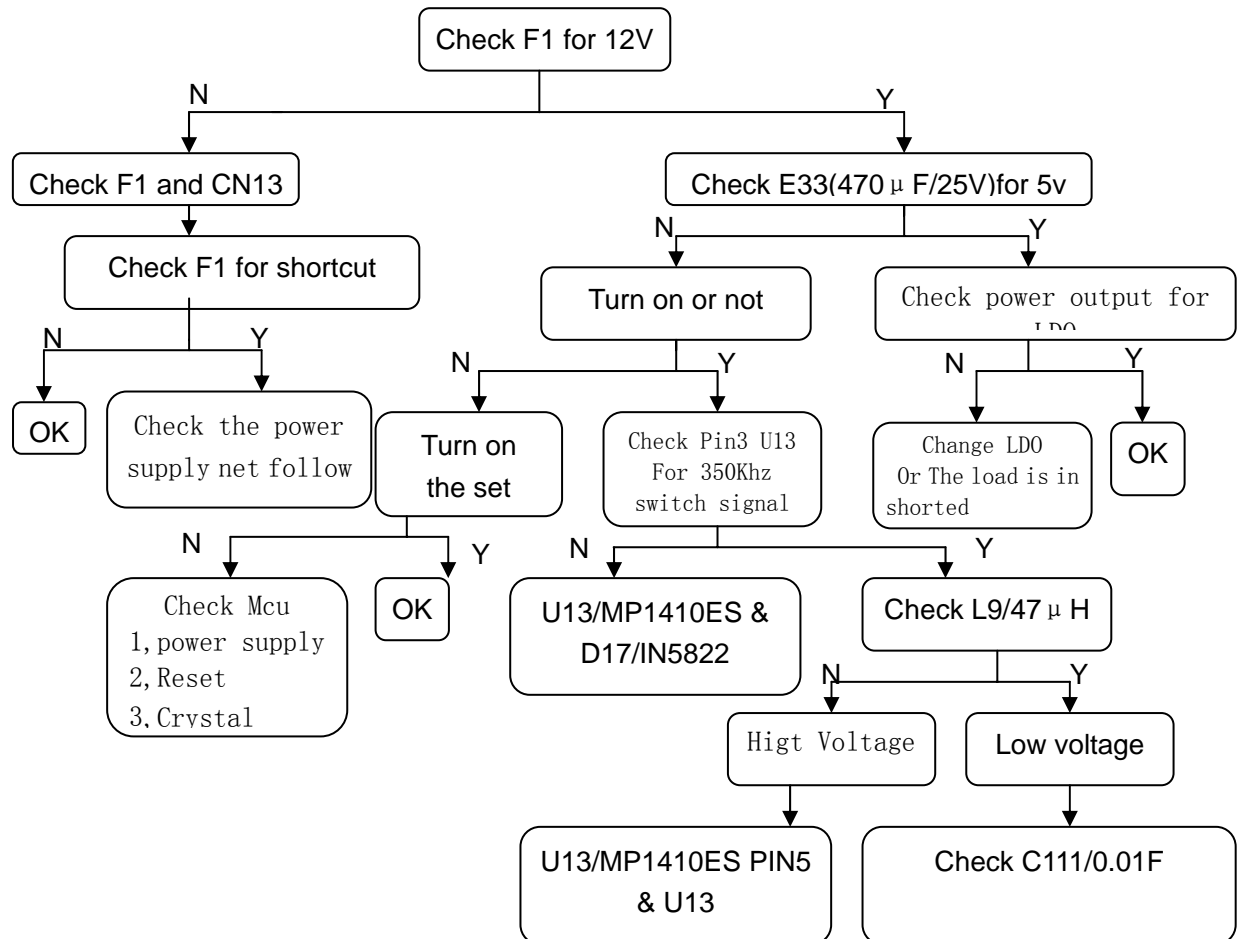 Check F1 for 12V
N
Y
Check F1 and CN13
Check E33(470μF/25V)for 5v
N
Y
Check F1 for shortcut
Turn on or not
Check power output for
LDO
N
Y
N
Y
N
Y
OK
Check the power
supply net follow
Turn on
the set
Check Pin3 U13
For 350Khz
switch signal
Change LDO
Or The load is in
shorted
OK
N
Y
N
Y
Check Mcu
1,power supply
2,Reset
3,Crystal
OK
U13/MP1410ES &
D17/IN5822
Check L9/47μH
N
Y
Higt Voltage
Low voltage
U13/MP1410ES PIN5
& U13
Check C111/0.01F